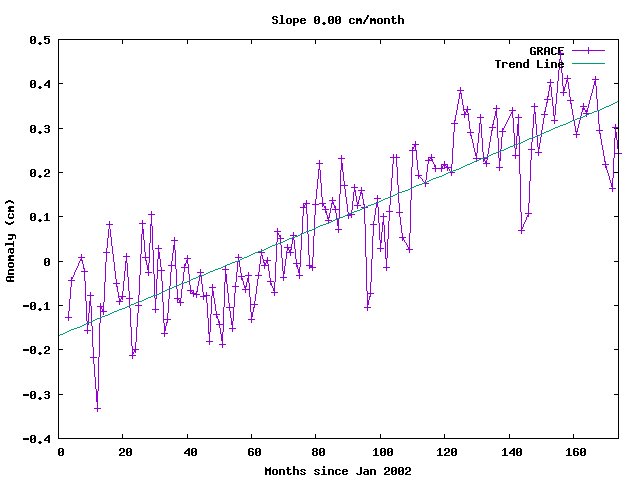 Slope 0.00 cm/month
GRACE
Trend Line
0.5
0.4
0.3
0.2
0.1
0
-0.1
-0.2
-0.3
-0.4
Anomaly (cm)
0 20 40 60 80 100 120 140 160
Months since Jan 2002